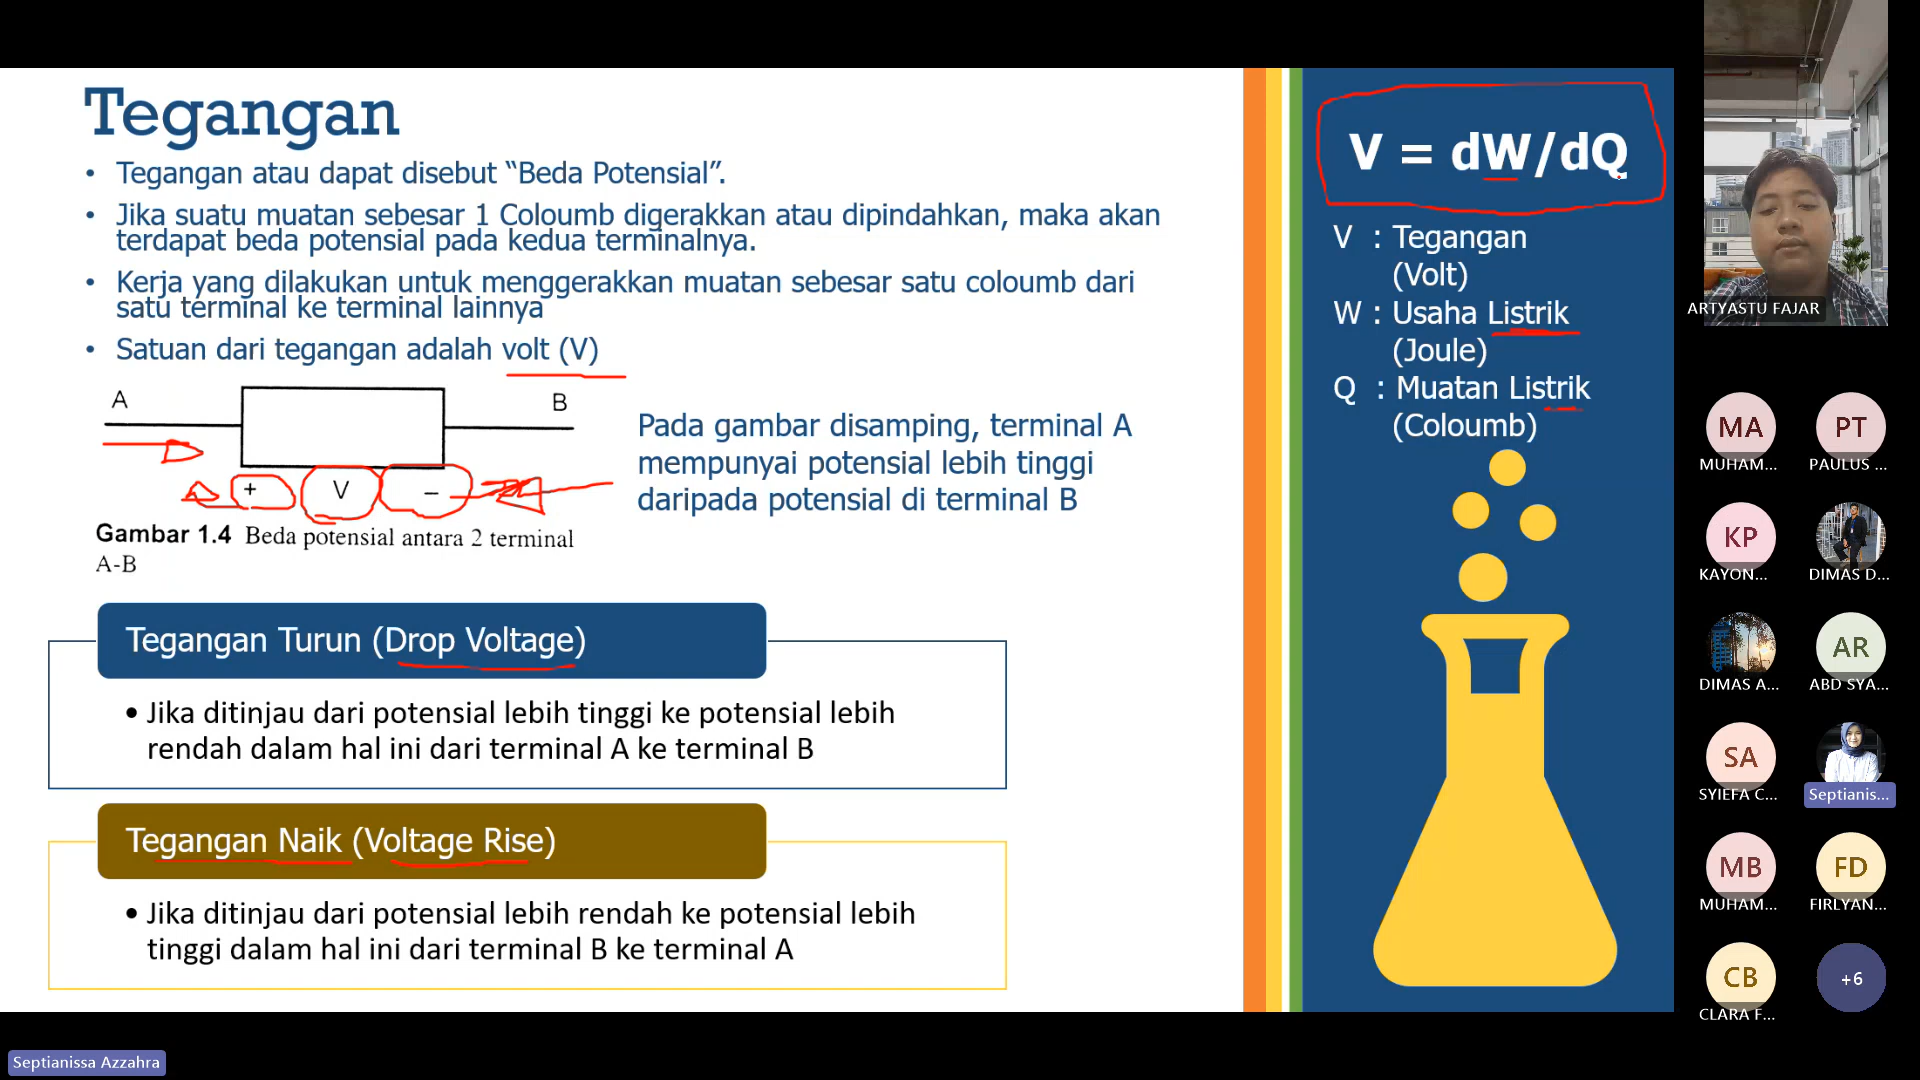 Tegangan
• Tegangan atau dapat disebut “Beda Potensial”.
• Jika suatu muatan sebesar 1 Coloumb digerakkan atau dipindahkan, maka akan
terdapat beda potensial pada kedua terminalnya.
• Kerja yang dilakukan untuk menggerakkan muatan sebesar satu coloumb dari
satu terminal ke terminal lainnya
• Satuan dari tegangan adalah volt (V)
A
B
+
V
−
Gambar 1.4 Beda potensial antara 2 terminal
A-B
Pada gambar disamping, terminal A
mempunyai potensial lebih tinggi
daripada potensial di terminal B
Tegangan Turun (Drop Voltage)
• Jika ditinjau dari potensial lebih tinggi ke potensial lebih
rendah dalam hal ini dari terminal A ke terminal B
Tegangan Naik (Voltage Rise)
• Jika ditinjau dari potensial lebih rendah ke potensial lebih
tinggi dalam hal ini dari terminal B ke terminal A
V = dW/dQ
V : Tegangan
(Volt)
W : Usaha Listrik
(Joule)
Q : Muatan Listrik
(Coloumb)
ARTYASTU FAJAR
MA
MUHAM...
PT
PAULUS ...
KP
KAYON...
DIMAS D...
DIMAS A...
AR
ABD SYA...
SA
SYIEFA C...
Septianis...
MB
MUHAM...
FD
FIRLYAN...
CB
CLARA F...
+6
Septianissa Azzahra